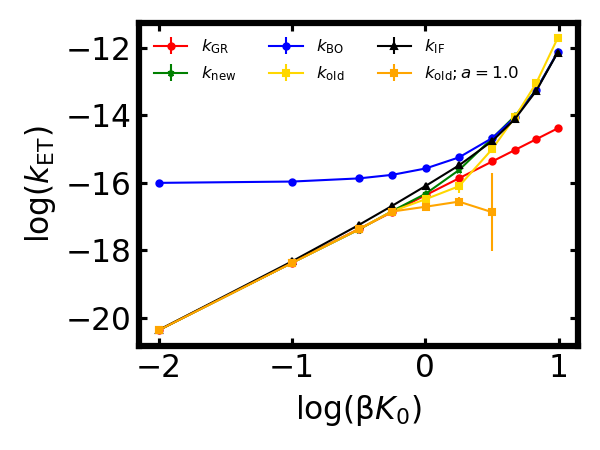 k_GR k_BO k_IF
k_new k_old k_old; a = 1.0
−12
−14
−16
−18
−20
log(k_ET)
−2 −1 0 1
log(βK_0)